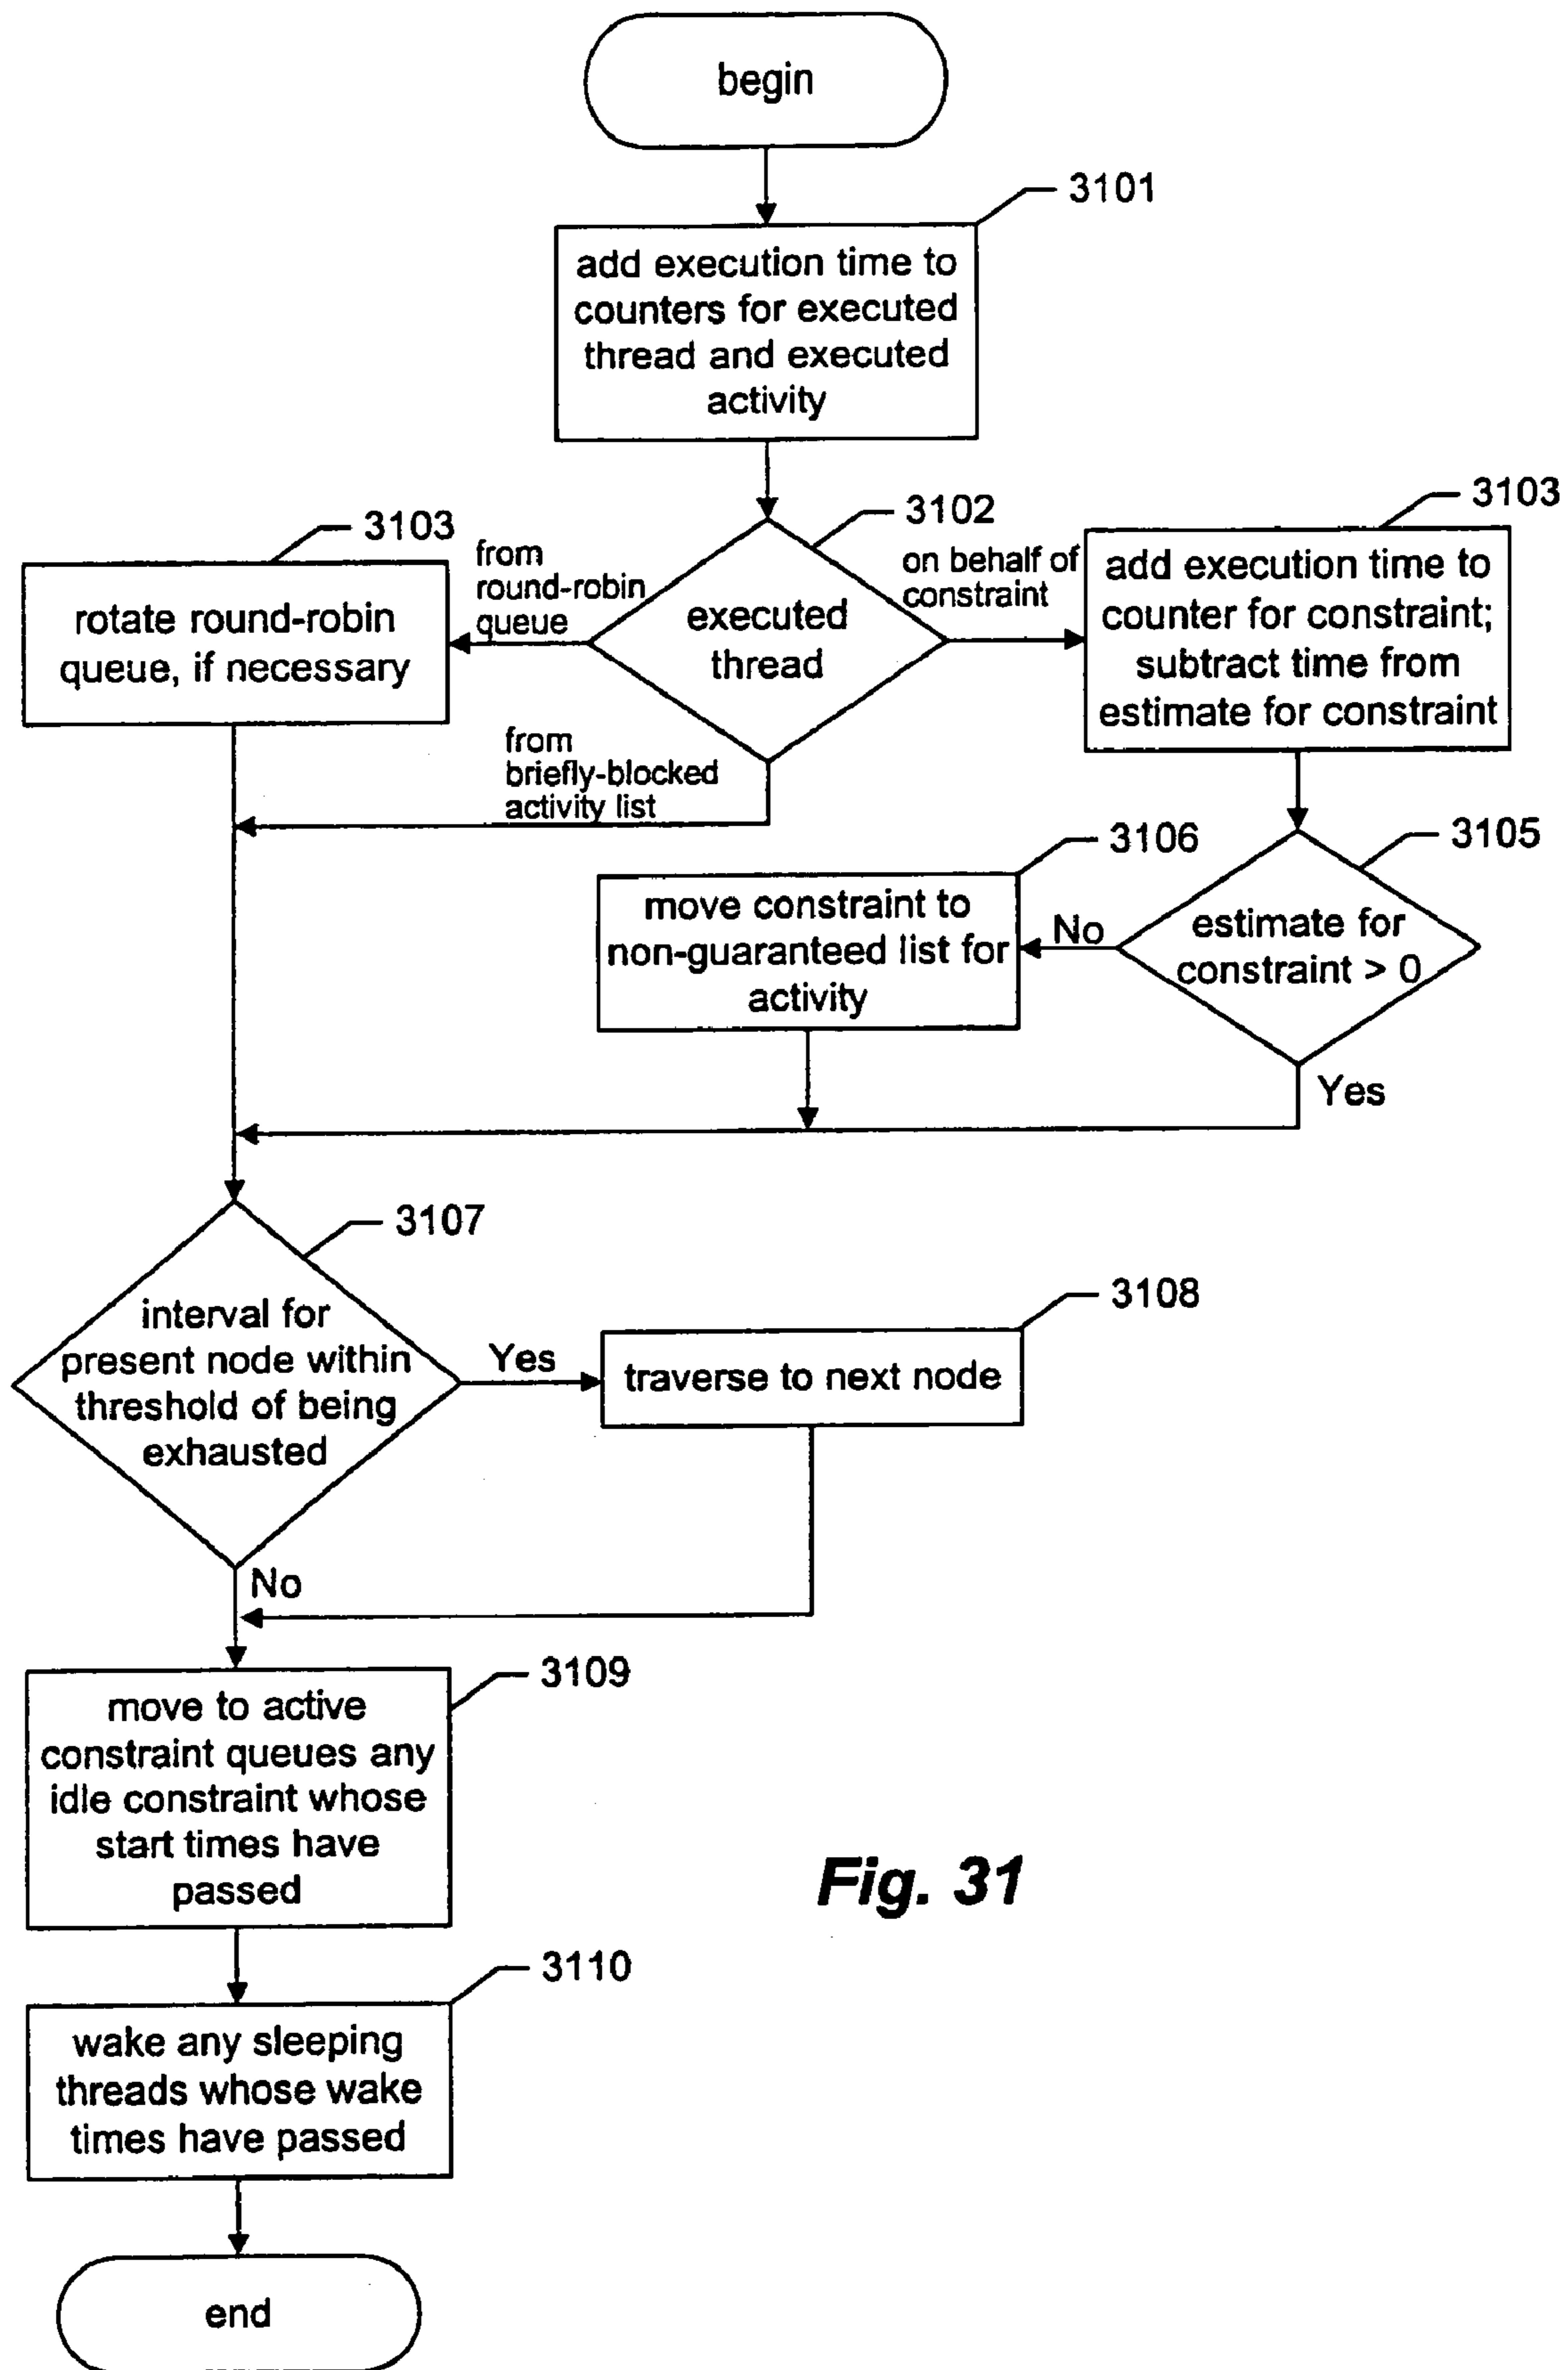 begin
3101
add execution time to
counters for executed
thread and executed
activity
3102
executed
thread
from
round-robin
queue
3103
rotate round-robin
queue, if necessary
on behalf of
constraint
3103
add execution time to
counter for constraint;
subtract time from
estimate for constraint
from
briefly-blocked
activity list
3105
estimate for
constraint > 0
No
3106
move constraint to
non-guaranteed list for
activity
Yes
3107
interval for
present node within
threshold of being
exhausted
Yes
3108
traverse to next node
No
3109
move to active
constraint queues any
idle constraint whose
start times have
passed
Fig. 31
3110
wake any sleeping
threads whose wake
times have passed
end